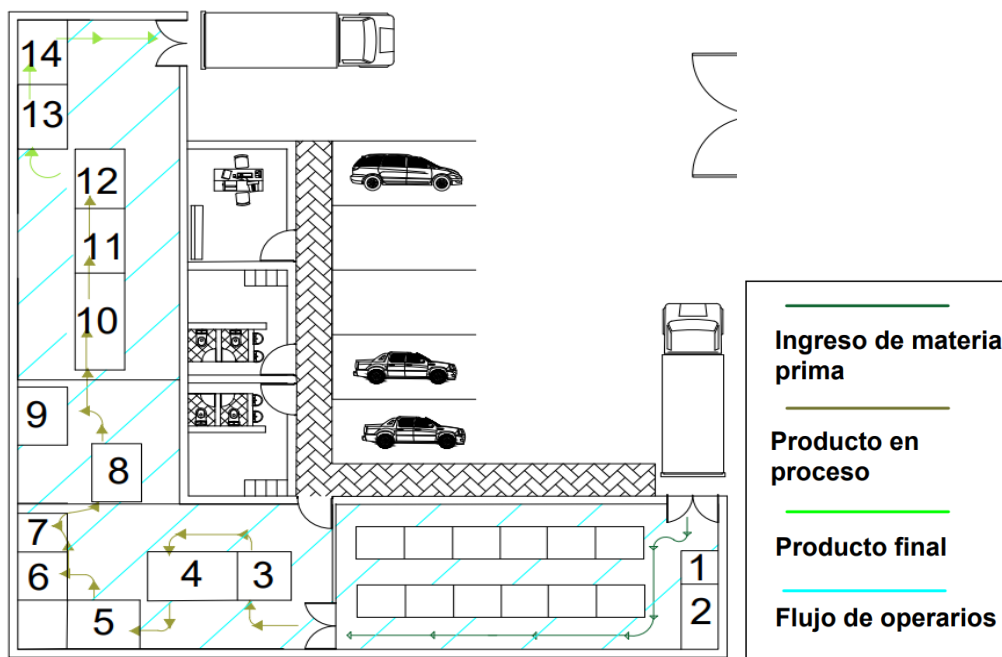 14
13
12
11
10
9
8
7
6
5
4
3
1
2
Ingreso de materia
prima
Producto en
proceso
Producto final
Flujo de operarios